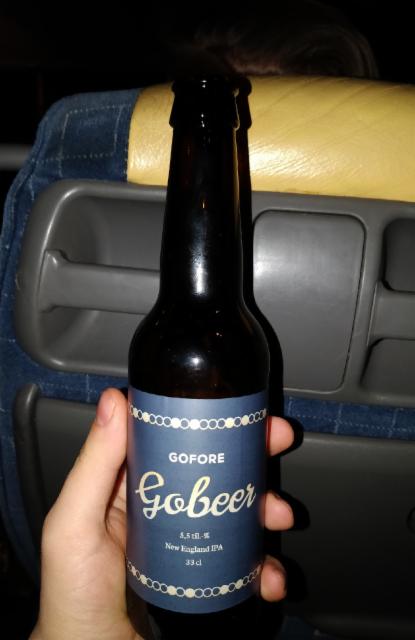 GOFORE
Gobeer
5,5 til-%
New England IPA
33 cl